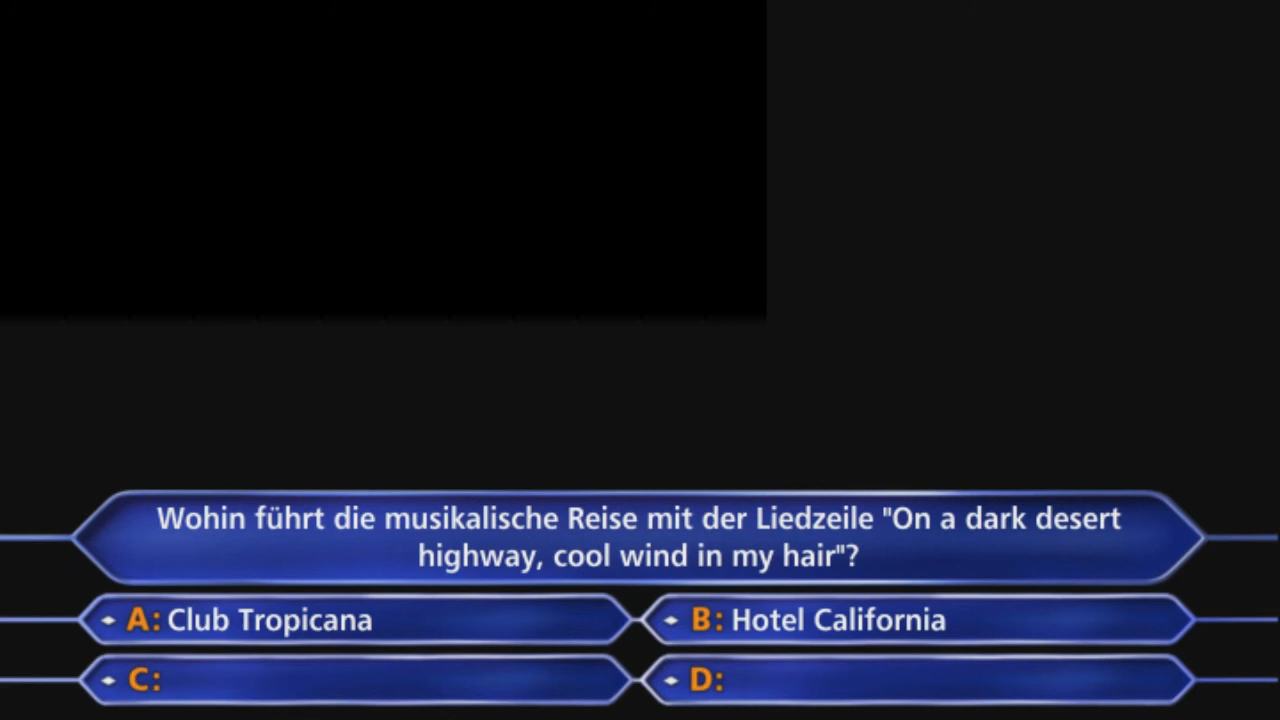 Wohin führt die musikalische Reise mit der Liedzeile "On a dark desert
highway, cool wind in my hair"?
A: Club Tropicana
B: Hotel California
C:
D: